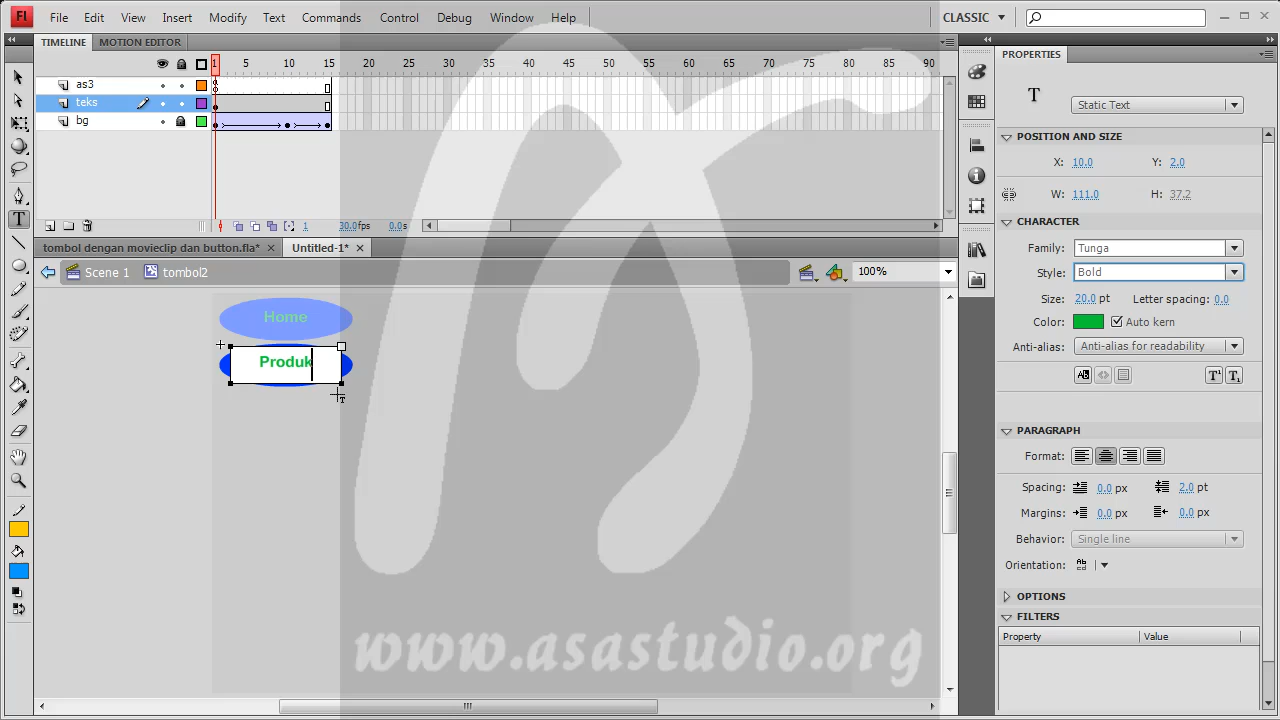 Fl File Edit View Insert Modify Text Commands Control Debug Window Help CLASSIC
TIMELINE MOTION EDITOR
PROPERTIES
1 5 10 15 20 25 30 35 40 45 50 55 60 65 70 75 80 85 90
as3
teks
bg
T
Static Text
POSITION AND SIZE
X: 10.0 Y: 2.0
W: 111.0 H: 37.2
CHARACTER
1 30.0fps 0.0s
tombol dengan movieclip dan button.fla* Untitled-1*
Family: Tunga
Scene 1 tombol2 100%
Style: Bold
Size: 20.0 pt Letter spacing: 0.0
Color: Auto kern
Anti-alias: Anti-alias for readability
Home
Produk
PARAGRAPH
Format:
Spacing: 0.0 px 2.0 pt
Margins: 0.0 px 0.0 px
Behavior: Single line
Orientation:
OPTIONS
FILTERS
Property Value
www.asastudio.org